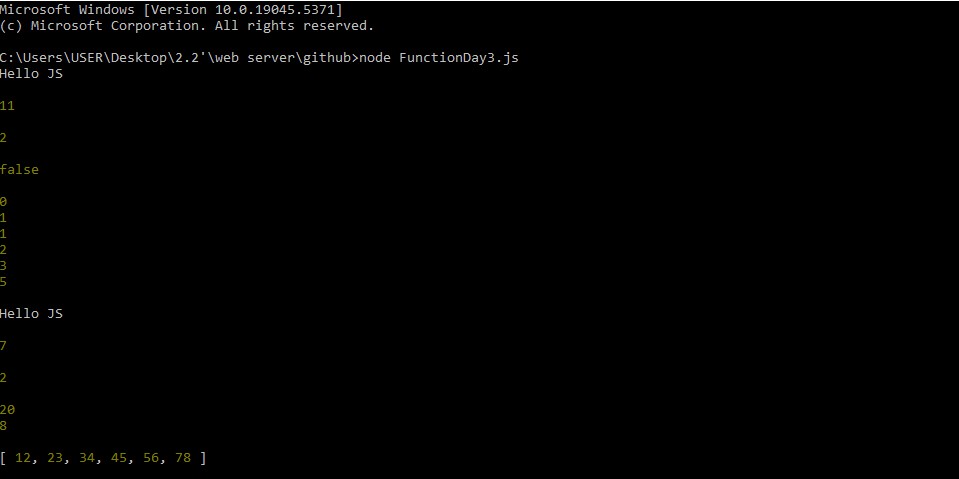 Microsoft Windows [Version 10.0.19045.5371]
(c) Microsoft Corporation. All rights reserved.
C:\Users\USER\Desktop\2.2'\web server\github>node FunctionDay3.js
Hello JS
11
2
false
0
1
1
2
3
5
Hello JS
7
2
20
8
[ 12, 23, 34, 45, 56, 78 ]